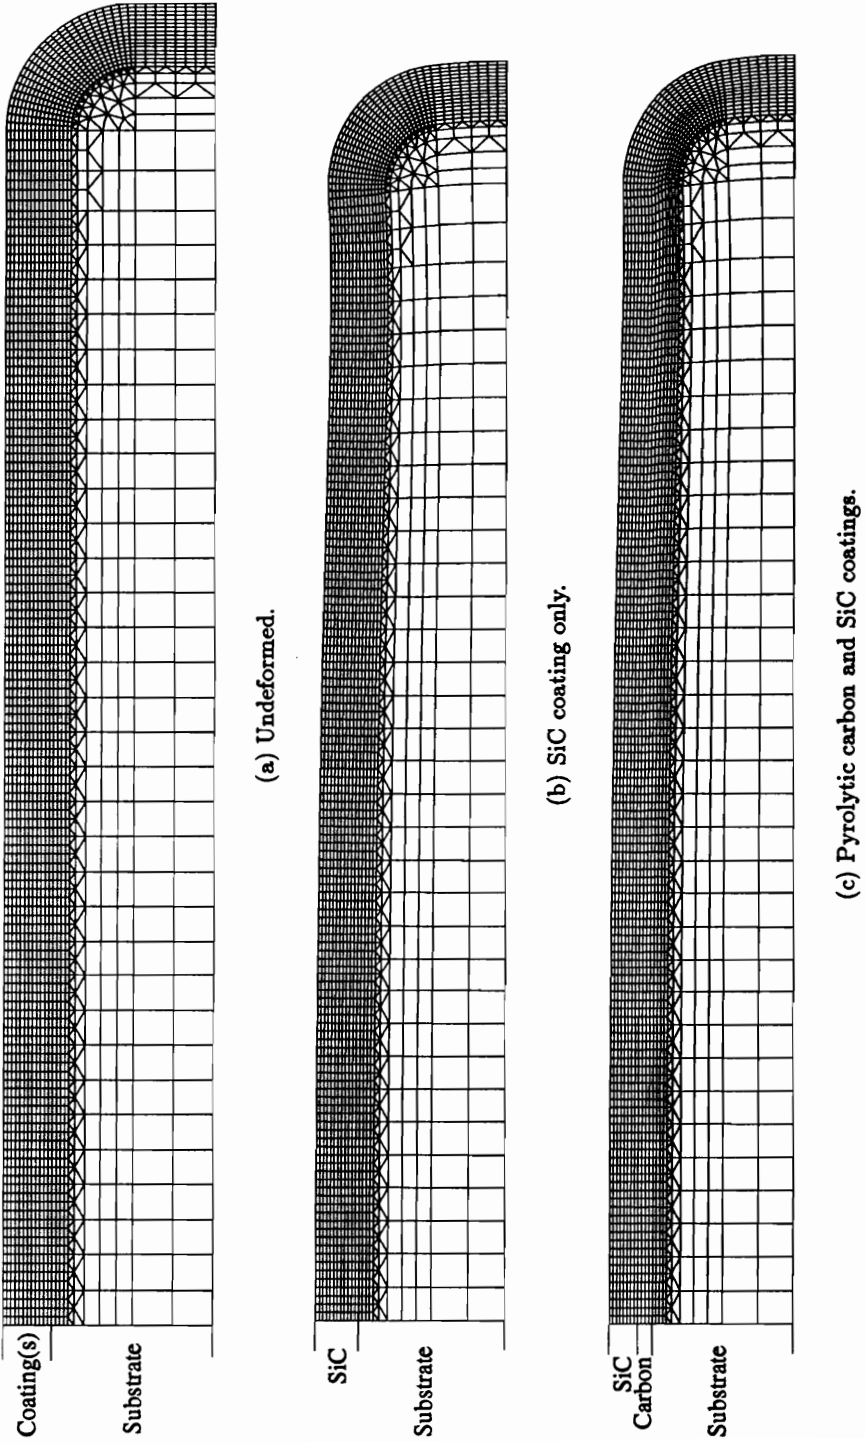 Coating(s)
Substrate
(a) Undeformed.
SiC
Substrate
(b) SiC coating only.
SiC
Carbon
Substrate
(c) Pyrolytic carbon and SiC coatings.